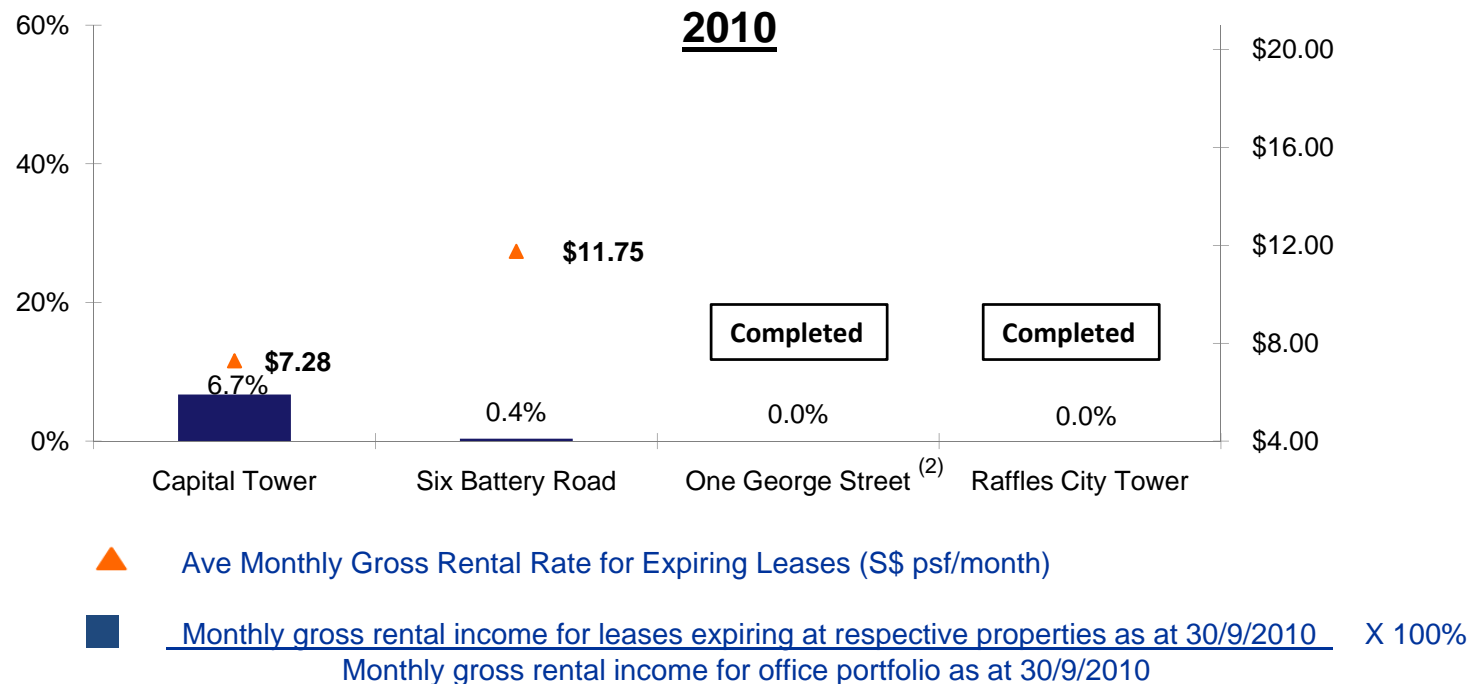 2010
60%
40%
20%
0%
$20.00
$16.00
$12.00
$8.00
$4.00
$7.28
6.7%
$11.75
0.4%
Completed
0.0%
Completed
0.0%
Capital Tower
Six Battery Road
One George Street (2)
Raffles City Tower
Ave Monthly Gross Rental Rate for Expiring Leases (S$ psf/month)
Monthly gross rental income for leases expiring at respective properties as at 30/9/2010 X 100%
Monthly gross rental income for office portfolio as at 30/9/2010